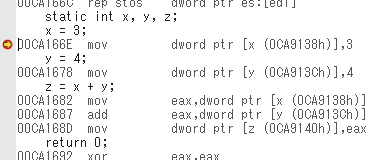 00CA166C  rep stos    dword ptr es:[edi]
static int x, y, z;
x = 3;
00CA166E  mov         dword ptr [x (0CA9138h)],3
y = 4;
00CA1678  mov         dword ptr [y (0CA913Ch)],4
z = x + y;
00CA1682  mov         eax,dword ptr [x (0CA9138h)]
00CA1687  add         eax,dword ptr [y (0CA913Ch)]
00CA168D  mov         dword ptr [z (0CA9140h)],eax
return 0;
00CA1692  xor         eax,eax